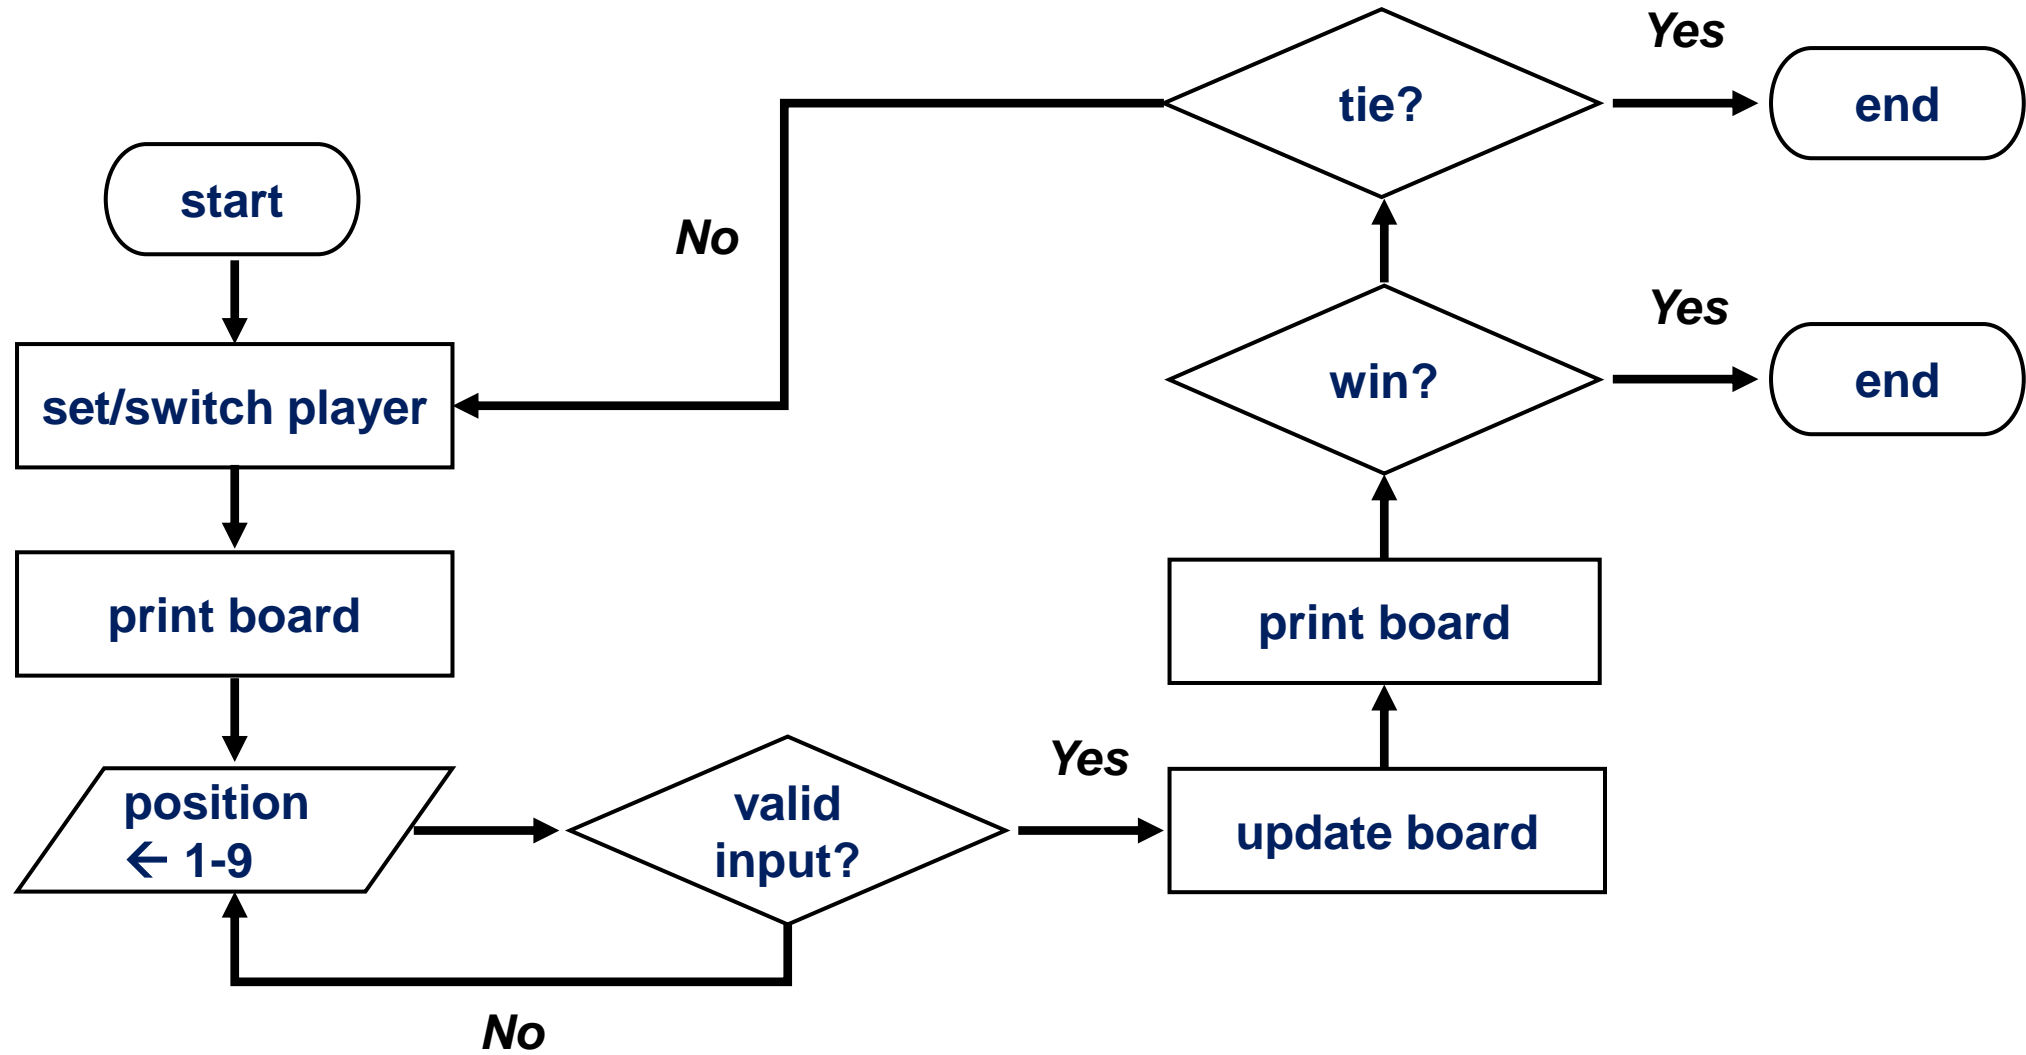 start
set/switch player
print board
position
← 1-9
No
valid
input?
Yes
update board
print board
win?
Yes
end
tie?
Yes
end
No